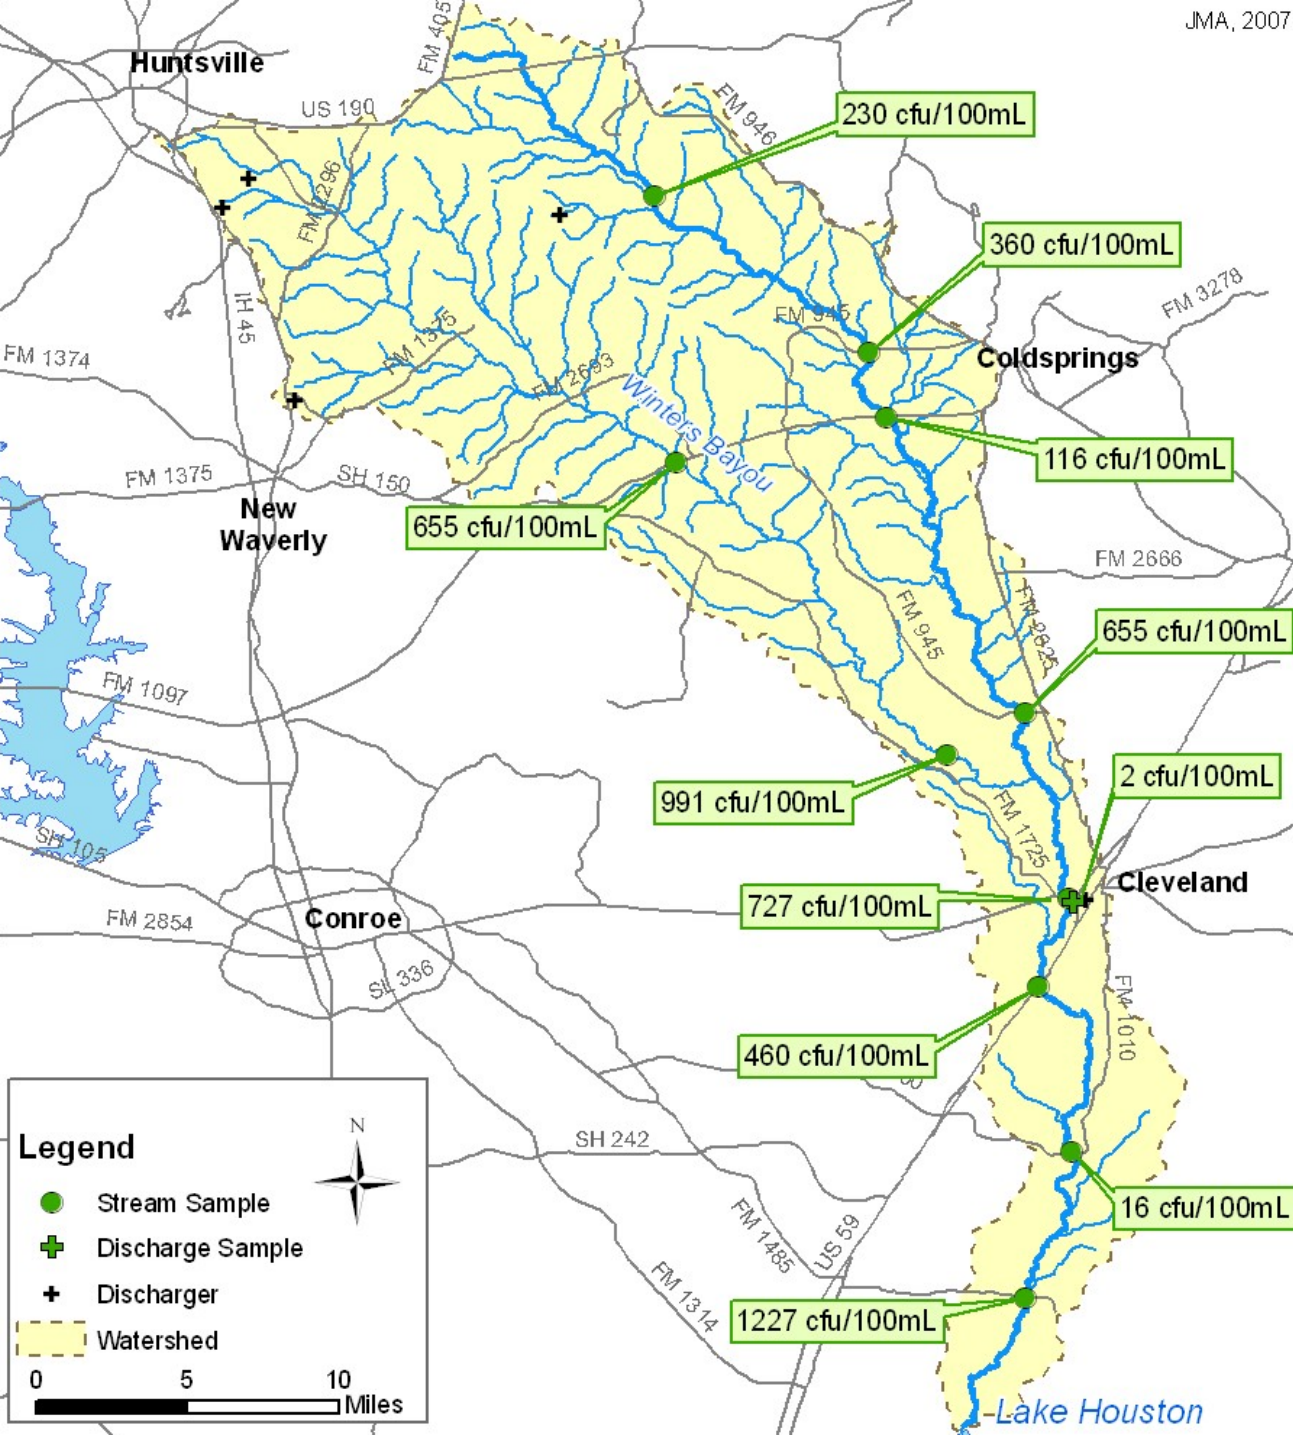 JMA, 2007
Huntsville
FM 405
US 190
FM 946
230 cfu/100mL
FM 2296
360 cfu/100mL
FM 3278
IH 45
FM 945
FM 1374
FM 1375
Coldsprings
FM 2693
Winters Bayou
116 cfu/100mL
FM 1375
SH 150
New
Waverly
655 cfu/100mL
FM 2666
FM 945
FM 2025
655 cfu/100mL
FM 1097
991 cfu/100mL
2 cfu/100mL
FM 1725
SH 105
Cleveland
727 cfu/100mL
FM 2854
Conroe
SL 336
FM 1010
460 cfu/100mL
SH 242
16 cfu/100mL
FM 1485
US 59
FM 1314
1227 cfu/100mL
Lake Houston
N
Legend
Stream Sample
Discharge Sample
Discharger
Watershed
0 5 10
Miles